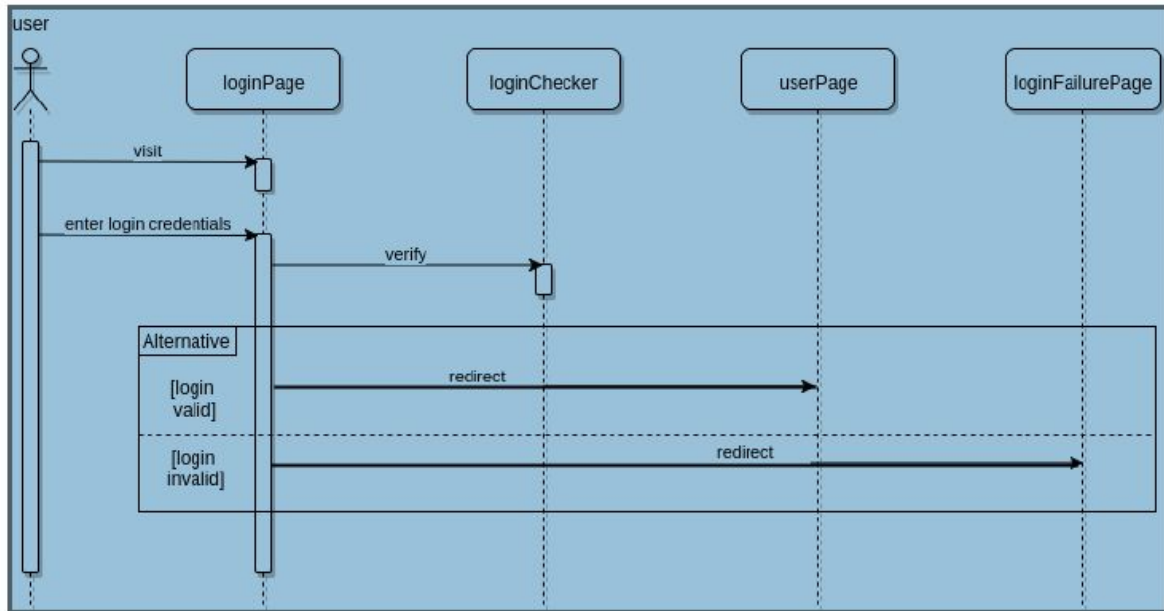 user
loginPage
loginChecker
userPage
loginFailurePage
visit
enter login credentials
verify
Alternative
redirect
[login
valid]
redirect
[login
invalid]